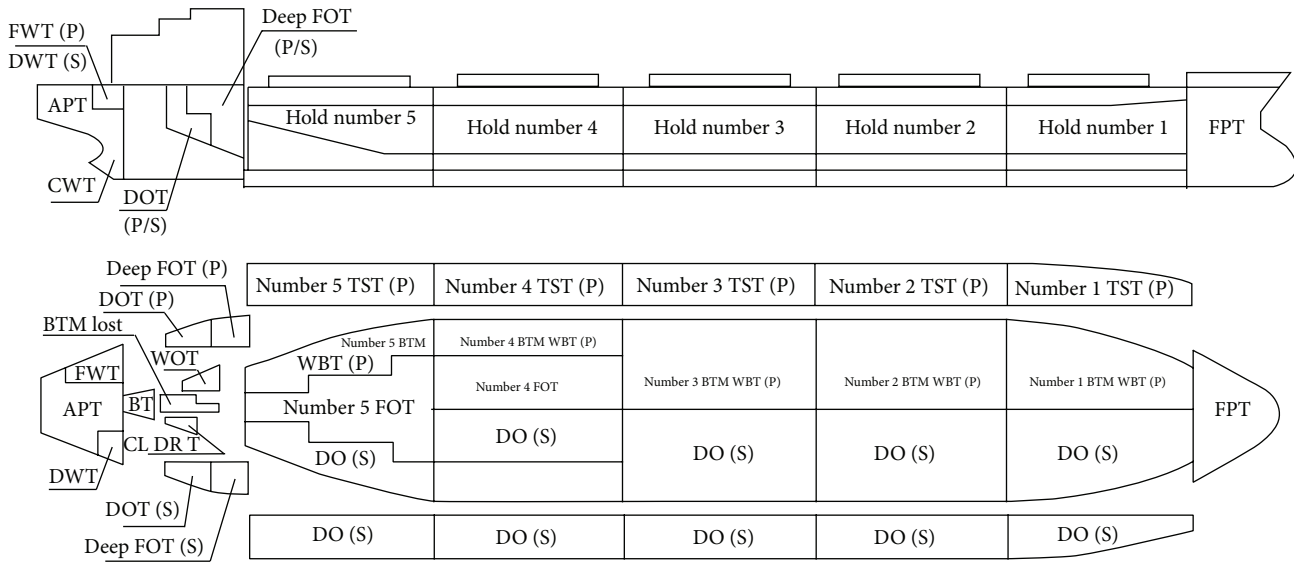 FWT (P)
DWT (S)
Deep FOT
(P/S)
APT
Hold number 5
Hold number 4
Hold number 3
Hold number 2
Hold number 1
FPT
CWT
DOT
(P/S)
Deep FOT (P)
DOT (P)
BTM lost
WOT
FWT
APT
BT
CL DR T
DWT
DOT (S)
Deep FOT (S)
Number 5 TST (P)
Number 4 TST (P)
Number 3 TST (P)
Number 2 TST (P)
Number 1 TST (P)
Number 5 BTM
WBT (P)
Number 4 BTM WBT (P)
Number 4 FOT
Number 3 BTM WBT (P)
Number 2 BTM WBT (P)
Number 1 BTM WBT (P)
Number 5 FOT
FPT
DO (S)
DO (S)
DO (S)
DO (S)
DO (S)
DO (S)
DO (S)
DO (S)
DO (S)
DO (S)